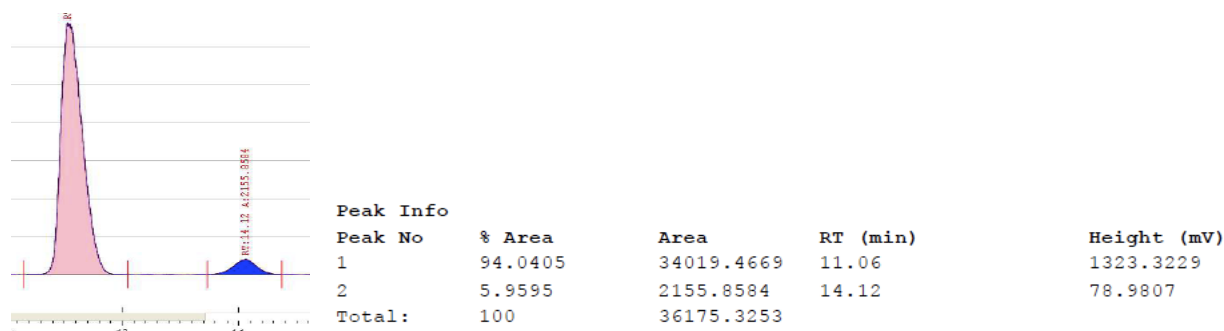 RT:14.12 A:2155.8584
Peak Info
Peak No % Area Area RT (min) Height (mV)
1 94.0405 34019.4669 11.06 1323.3229
2 5.9595 2155.8584 14.12 78.9807
Total: 100 36175.3253